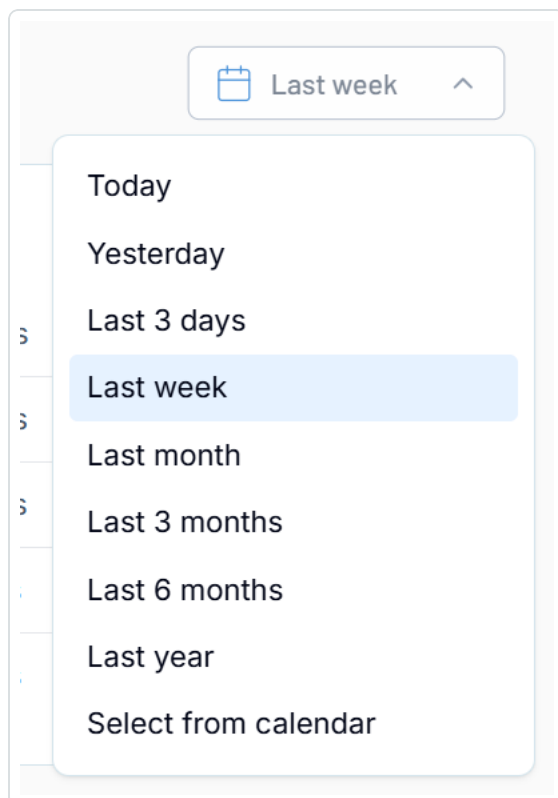 Last week
Today
Yesterday
Last 3 days
s
Last week
s
Last month
s
Last 3 months
Last 6 months
Last year
Select from calendar